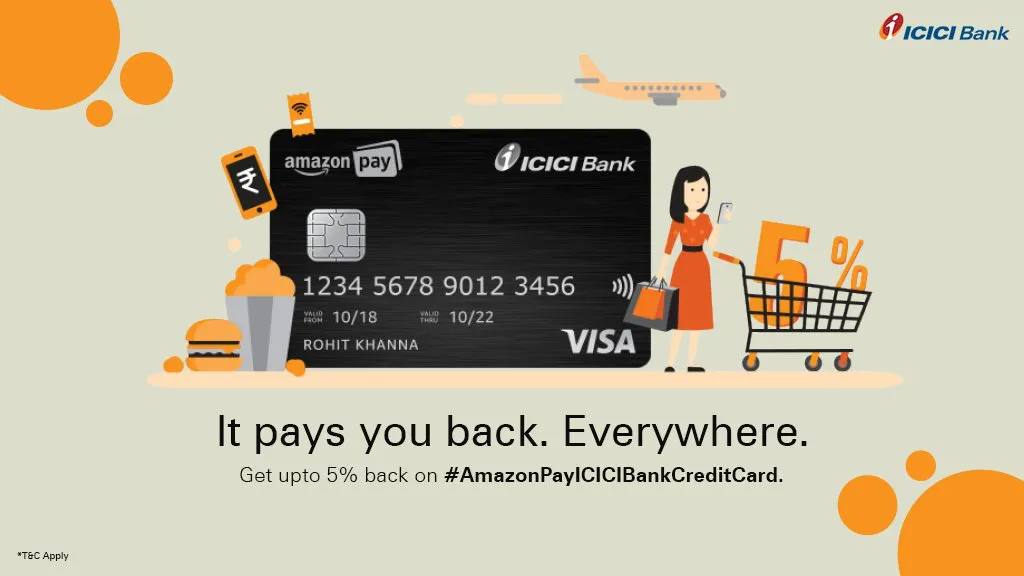 ICICI Bank
amazon pay
ICICI Bank
₹
5%
1234 5678 9012 3456
VALID FROM 10/18 VALID THRU 10/22
ROHIT KHANNA
VISA
It pays you back. Everywhere.
Get upto 5% back on #AmazonPayICICIBankCreditCard.
*T&C Apply